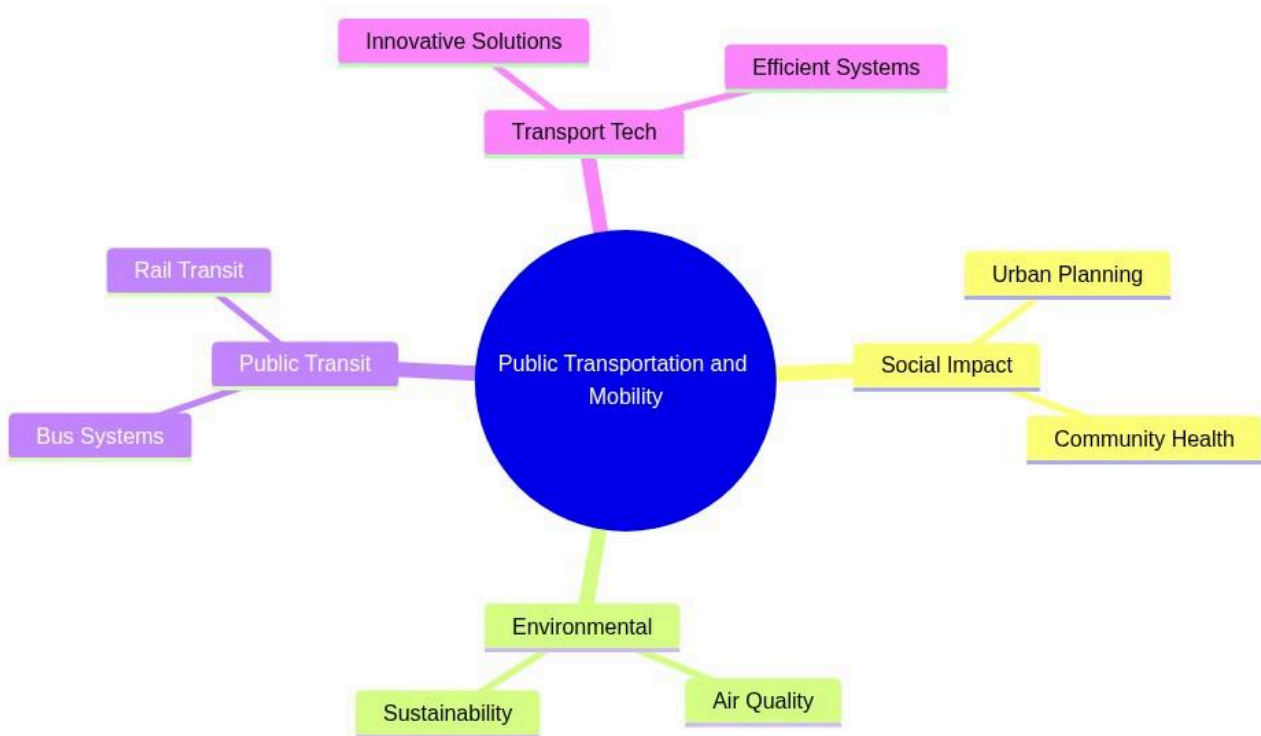 Innovative Solutions
Efficient Systems
Transport Tech
Rail Transit
Public Transit
Bus Systems
Public Transportation and
Mobility
Urban Planning
Social Impact
Community Health
Environmental
Sustainability
Air Quality